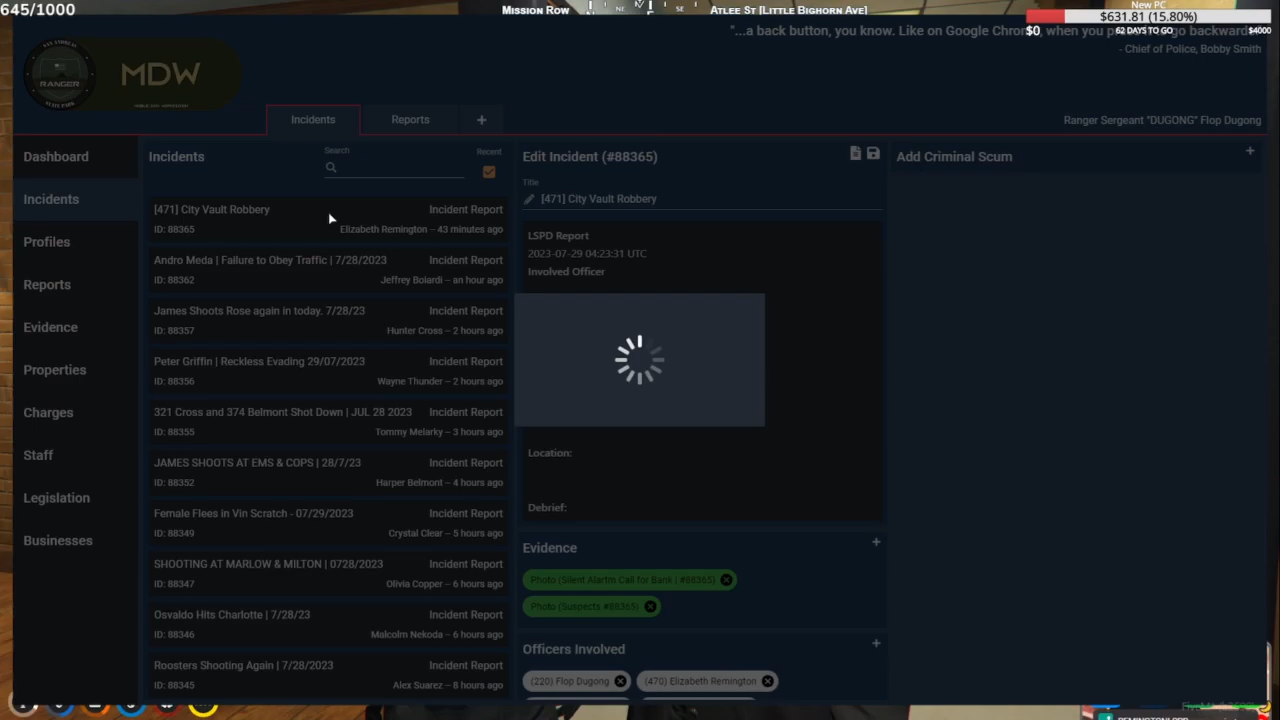 645/1000
Mission Row
NE
SE
Atlee St [Little Bighorn Ave]
New PC
$631.81 (15.80%)
$0
62 DAYS TO GO
$4000
"...a back button, you know. Like on Google Chro
, when you
go backward
- Chief of Police, Bobby Smith
RANGER
MDW
Incidents
Reports
+
Ranger Sergeant "DUGONG" Flop Dugong
Dashboard
Incidents
Profiles
Reports
Evidence
Properties
Charges
Staff
Legislation
Businesses
Incidents
Search
Recent
[471] City Vault Robbery
Incident Report
ID: 88365
Elizabeth Remington – 43 minutes ago
Andro Meda | Failure to Obey Traffic | 7/28/2023
Incident Report
ID: 88362
Jeffrey Boiardi – an hour ago
James Shoots Rose again in today. 7/28/23
Incident Report
ID: 88357
Hunter Cross – 2 hours ago
Peter Griffin | Reckless Evading 29/07/2023
Incident Report
ID: 88356
Wayne Thunder – 2 hours ago
321 Cross and 374 Belmont Shot Down | JUL 28 2023
Incident Report
ID: 88355
Tommy Melarky – 3 hours ago
JAMES SHOOTS AT EMS & COPS | 28/7/23
Incident Report
ID: 88352
Harper Belmont – 4 hours ago
Female Flees in Vin Scratch - 07/29/2023
Incident Report
ID: 88349
Crystal Clear – 5 hours ago
SHOOTING AT MARLOW & MILTON | 0728/2023
Incident Report
ID: 88347
Olivia Copper – 6 hours ago
Osvaldo Hits Charlotte | 7/28/23
Incident Report
ID: 88346
Malcolm Nekoda – 6 hours ago
Roosters Shooting Again | 7/28/2023
Incident Report
ID: 88345
Alex Suarez – 8 hours ago
Edit Incident (#88365)
Title
[471] City Vault Robbery
LSPD Report
2023-07-29 04:23:31 UTC
Involved Officer
Location:
Debrief:
Evidence
+
Photo (Silent Alartm Call for Bank | #88365)
Photo (Suspects #88365)
Officers Involved
+
(220) Flop Dugong
(470) Elizabeth Remington
Add Criminal Scum
+